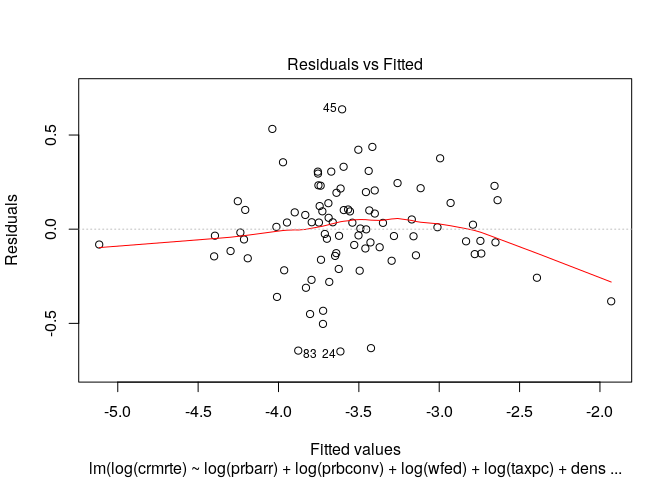 Residuals vs Fitted
Residuals
0.5
0.0
-0.5
45
83 24
-5.0 -4.5 -4.0 -3.5 -3.0 -2.5 -2.0
Fitted values
lm(log(crmrte) ~ log(prbarr) + log(prbconv) + log(wfed) + log(taxpc) + dens ...